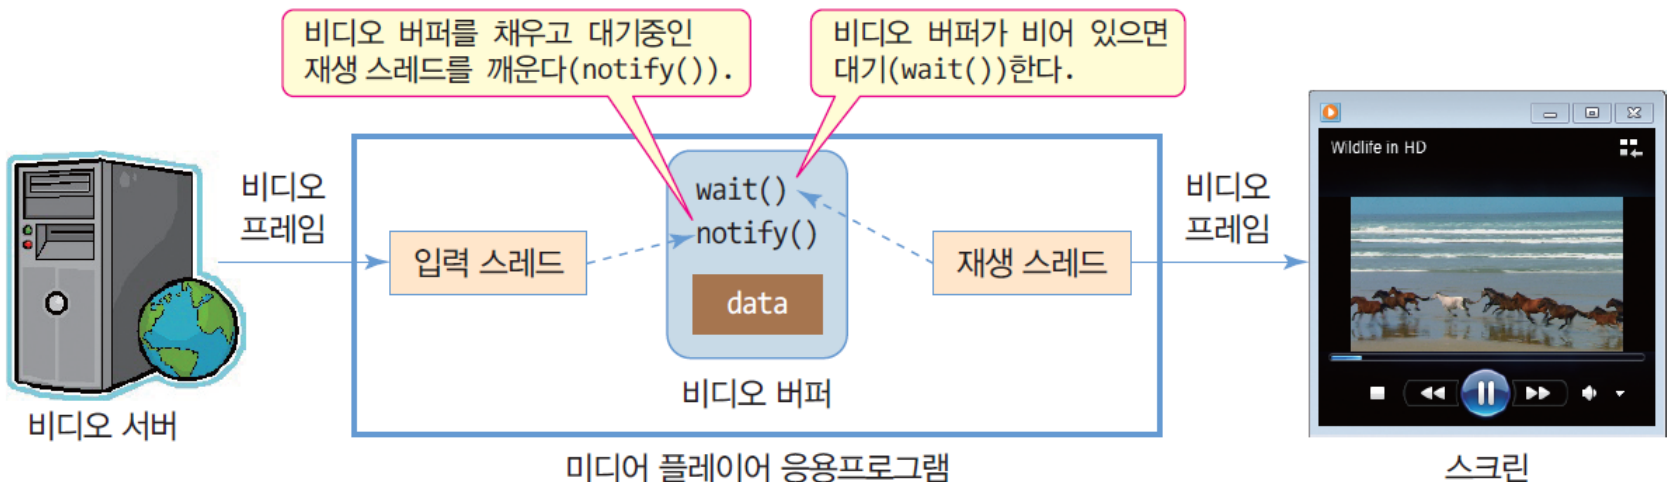 비디오 버퍼를 채우고 대기중인
재생 스레드를 깨운다(notify()).
비디오 버퍼가 비어 있으면
대기(wait())한다.
비디오
프레임
입력 스레드
wait()
notify()
data
재생 스레드
비디오
프레임
Wildlife in HD
비디오 서버
비디오 버퍼
미디어 플레이어 응용프로그램
스크린